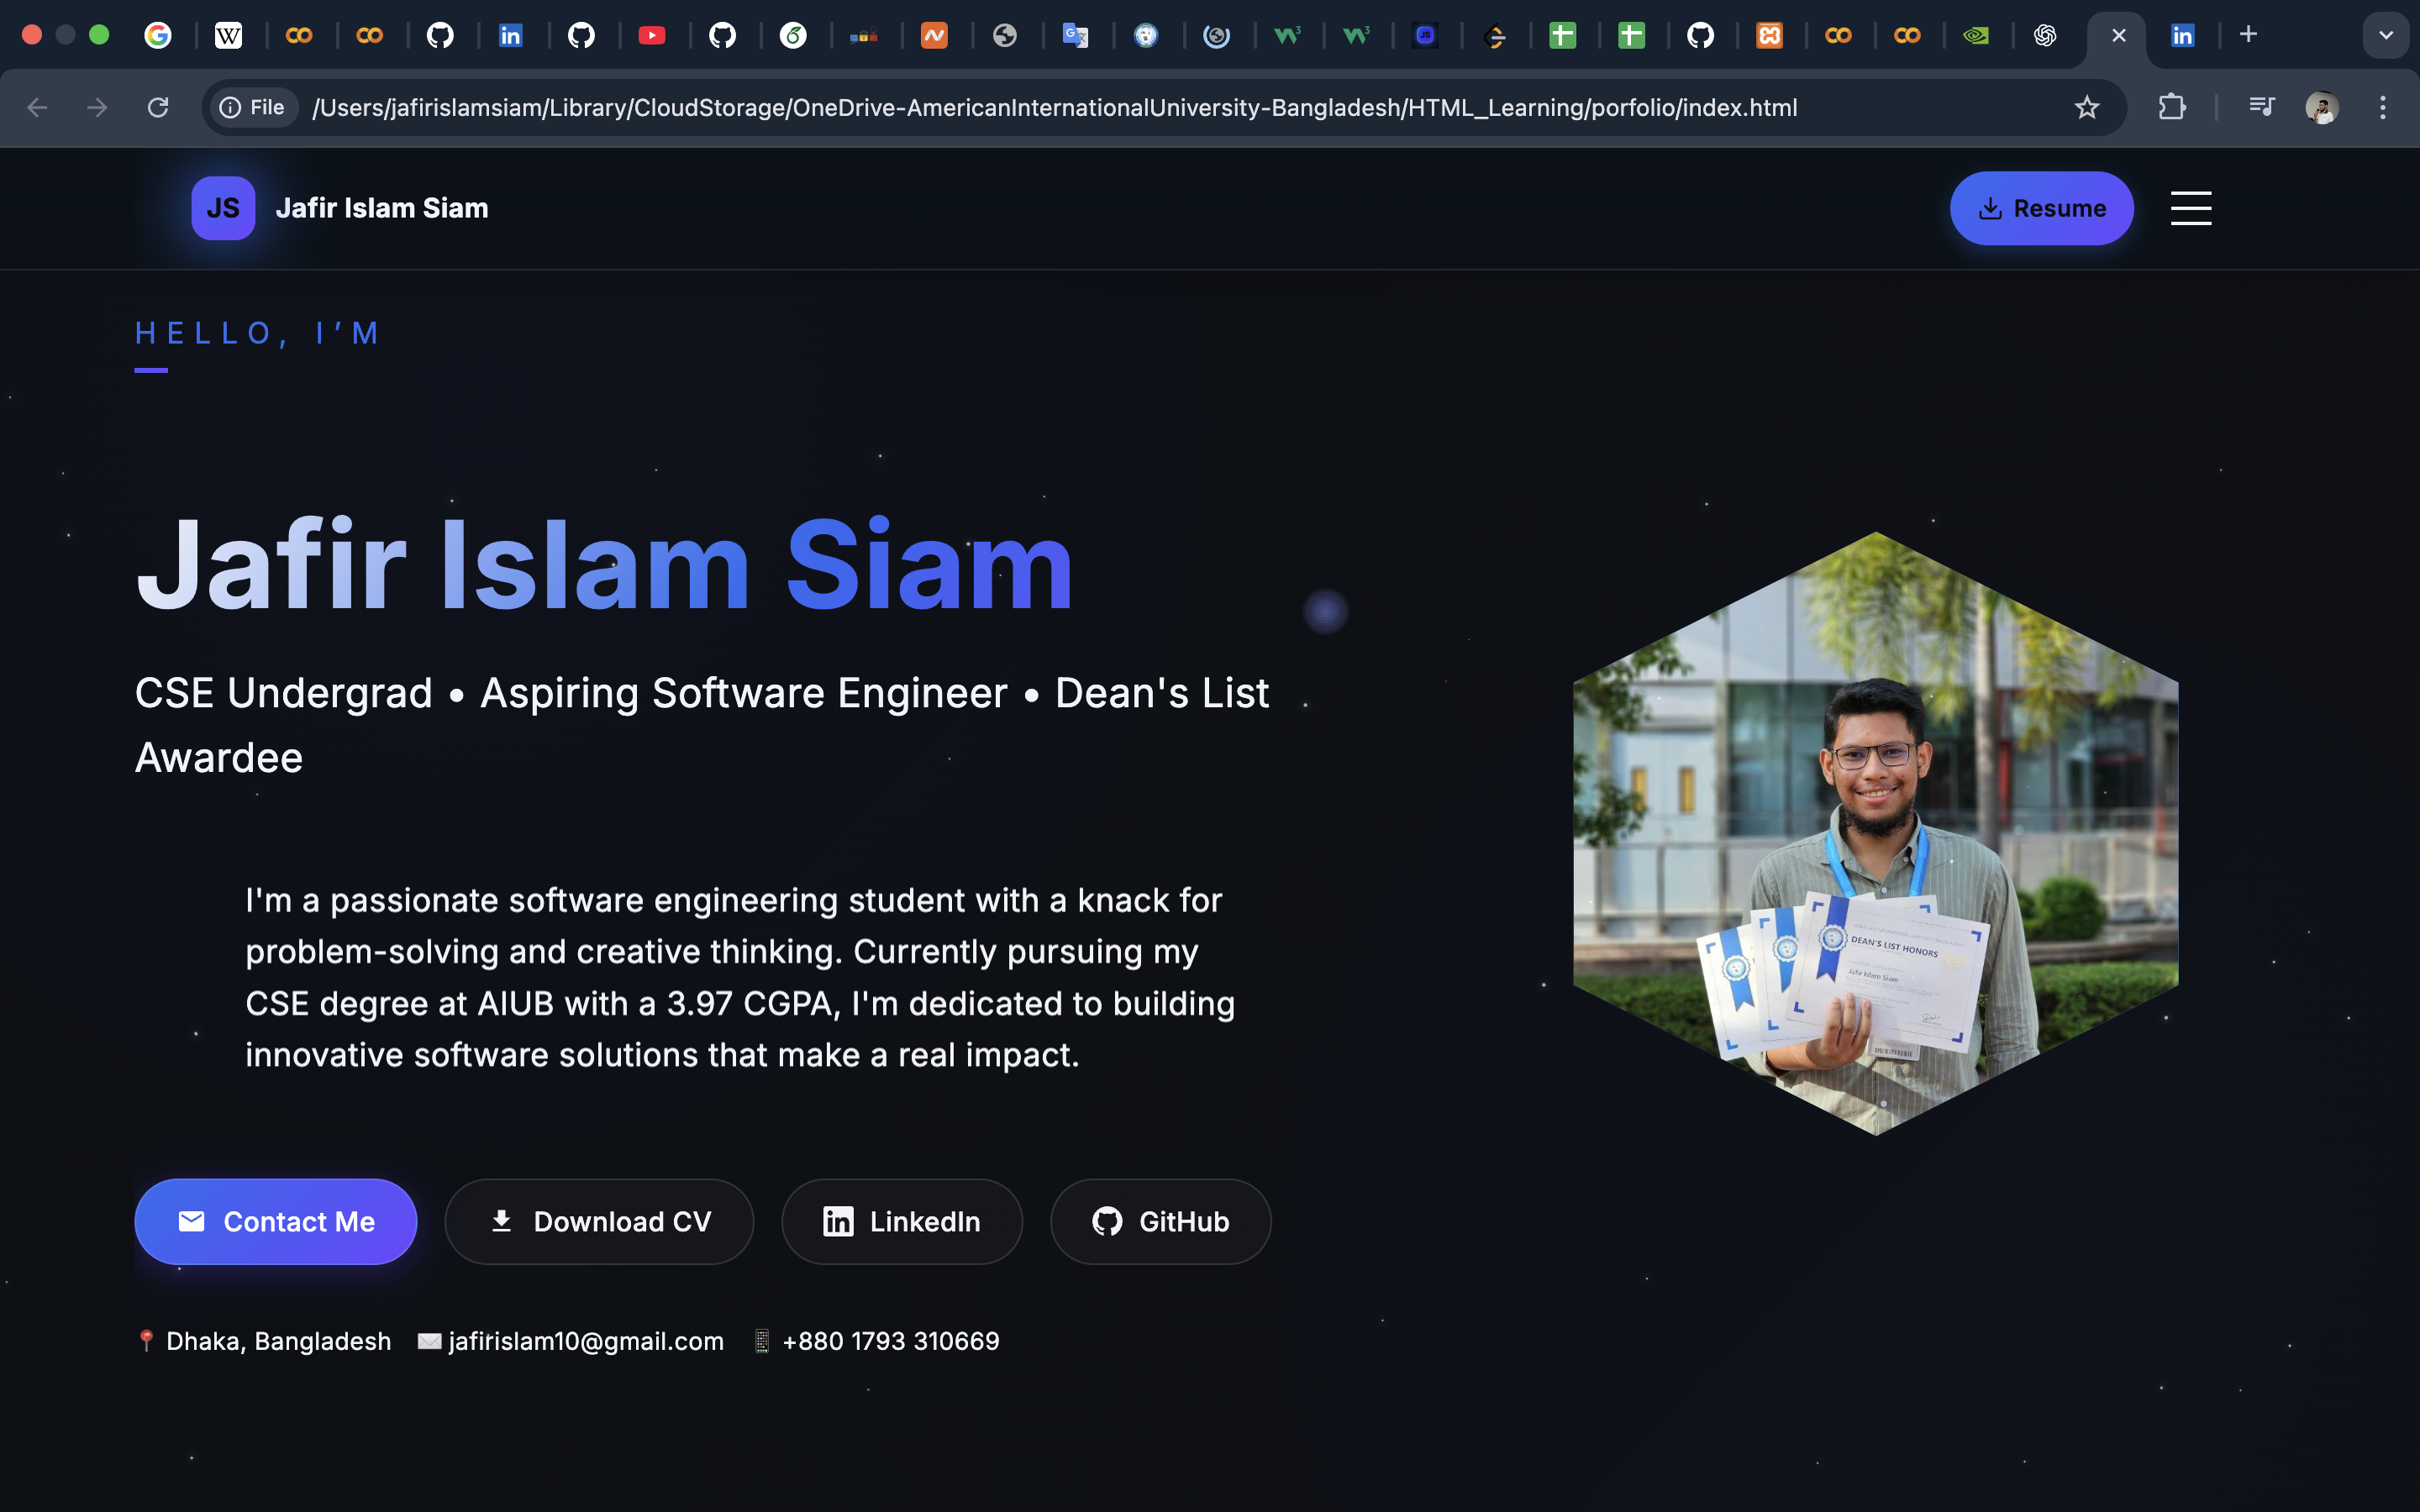 File
/Users/jafirislamsiam/Library/CloudStorage/OneDrive-AmericanInternationalUniversity-Bangladesh/HTML_Learning/porfolio/index.html
JS
Jafir Islam Siam
Resume
HELLO, I’M
Jafir Islam Siam
CSE Undergrad • Aspiring Software Engineer • Dean's List
Awardee
I'm a passionate software engineering student with a knack for
problem-solving and creative thinking. Currently pursuing my
CSE degree at AIUB with a 3.97 CGPA, I'm dedicated to building
innovative software solutions that make a real impact.
DEAN'S LIST HONORS
Jafir Islam Siam
Contact Me
Download CV
LinkedIn
GitHub
Dhaka, Bangladesh
jafirislam10@gmail.com
+880 1793 310669